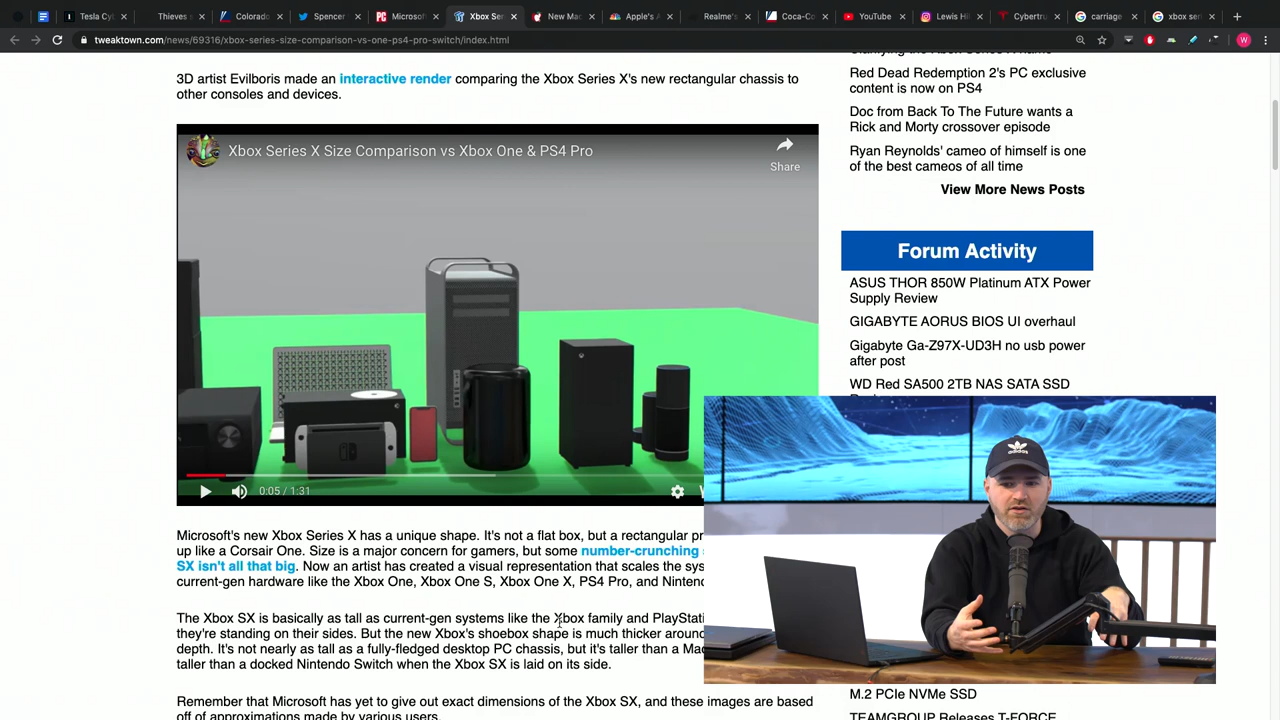 Tesla Cy
Thieves s
Colorado
Spencer
Microsof
Xbox Ser
New Mac
Apple's A
Realme's
Coca-Co
YouTube
Lewis Hi
Cybertru
carriage
xbox seri
tweaktown.com/news/69316/xbox-series-size-comparison-vs-one-ps4-pro-switch/index.html
W
3D artist Evilboris made an interactive render comparing the Xbox Series X's new rectangular chassis to
other consoles and devices.
Xbox Series X Size Comparison vs Xbox One & PS4 Pro
Share
0:05 / 1:31
Microsoft's new Xbox Series X has a unique shape. It's not a flat box, but a rectangular pr
up like a Corsair One. Size is a major concern for gamers, but some number-crunching
SX isn't all that big. Now an artist has created a visual representation that scales the sys
current-gen hardware like the Xbox One, Xbox One S, Xbox One X, PS4 Pro, and Ninten
The Xbox SX is basically as tall as current-gen systems like the Xbox family and PlayStati
they're standing on their sides. But the new Xbox's shoebox shape is much thicker aroun
depth. It's not nearly as tall as a fully-fledged desktop PC chassis, but it's taller than a Mac
taller than a docked Nintendo Switch when the Xbox SX is laid on its side.
Remember that Microsoft has yet to give out exact dimensions of the Xbox SX, and these images are based
off of approximations made by various users.
Clarifying the Xbox Series X name
Red Dead Redemption 2's PC exclusive
content is now on PS4
Doc from Back To The Future wants a
Rick and Morty crossover episode
Ryan Reynolds' cameo of himself is one
of the best cameos of all time
View More News Posts
Forum Activity
ASUS THOR 850W Platinum ATX Power
Supply Review
GIGABYTE AORUS BIOS UI overhaul
Gigabyte Ga-Z97X-UD3H no usb power
after post
WD Red SA500 2TB NAS SATA SSD
adidas
M.2 PCIe NVMe SSD
TEAMGROUP Releases T-FORCE